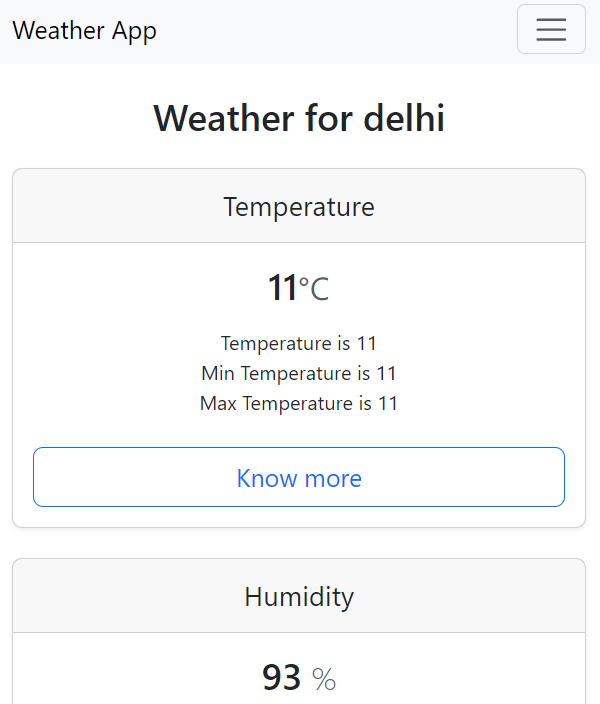 Weather App
Weather for delhi
Temperature
11°C
Temperature is 11
Min Temperature is 11
Max Temperature is 11
Know more
Humidity
93 %